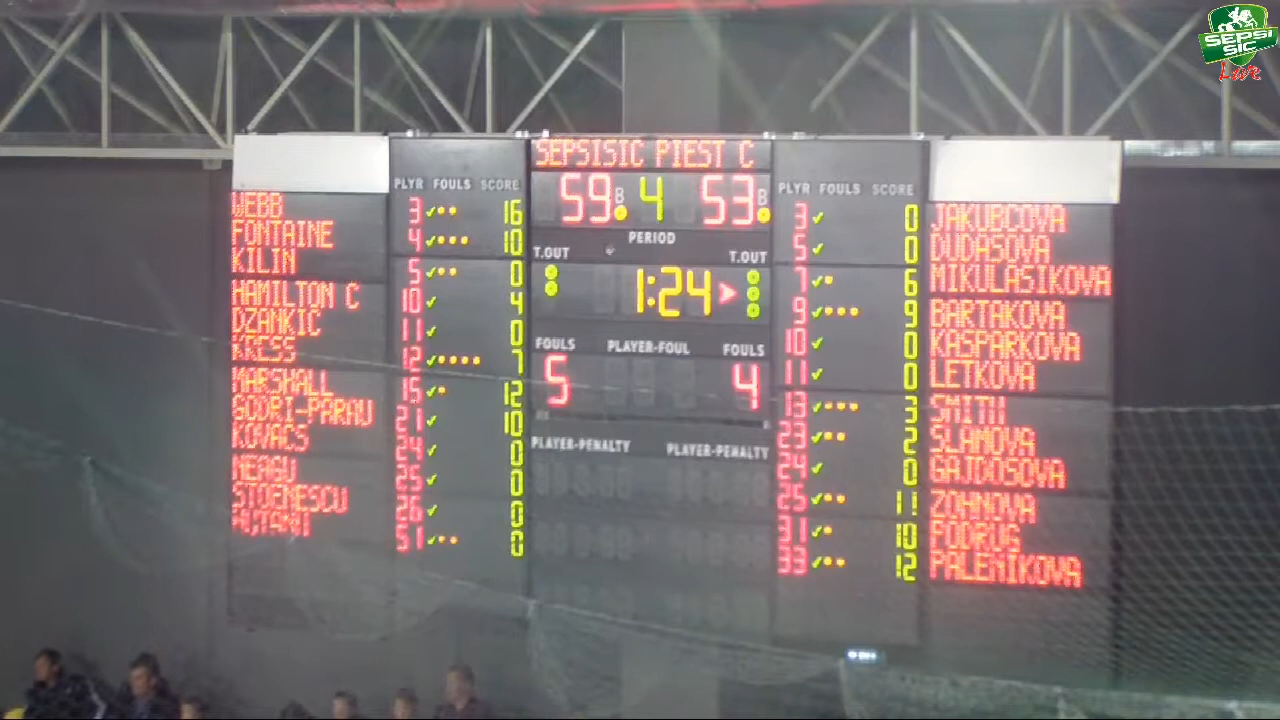 SEPSI
SIC
Live
SEPSISIC PIEST C
PLYR FOULS SCORE
59 B 4 53 B
PLYR FOULS SCORE
PERIOD
T.OUT 1:24 T.OUT
FOULS PLAYER-FOUL FOULS
5 4
PLAYER-PENALTY PLAYER-PENALTY
WEBB 3 16
FONTAINE 4 10
KILIN 5 0
HAMILTON C 10 4
DZANKIC 11 0
KRESS 12 7
MARSHALL 15 12
GODRI-PARAU 21 10
KOVACS 24 0
NEAGU 25 0
STOENESCU 26 0
51 0
3 0 JAKUBCOVA
5 0 DUDASOVA
7 6 MIKULASIKOVA
9 9 BARTAKOVA
10 0 KASPARKOVA
11 0 LETKOVA
13 3 SMITH
23 2 SLAMOVA
24 0 GAJDOSOVA
25 11 ZOHNOVA
31 10 PODRUG
33 12 PALENIKOVA